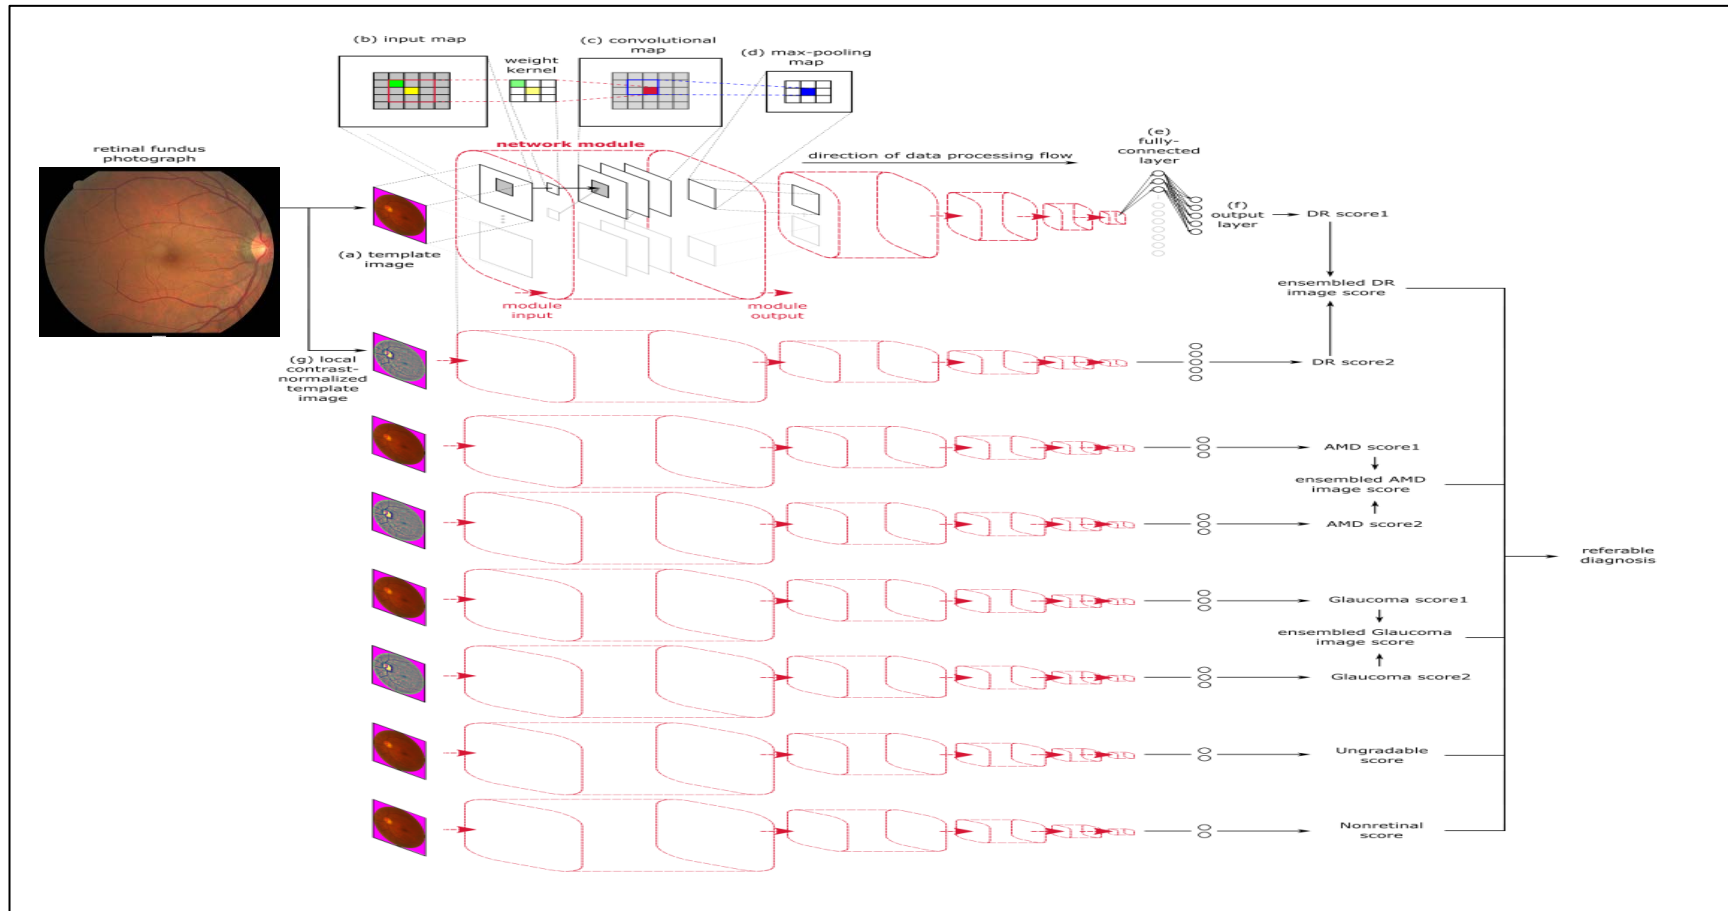 (b) input map
(c) convolutional
map
(d) max-pooling
map
weight
kernel
retinal fundus
photograph
network module
direction of data processing flow
(e)
fully-
connected
layer
(a) template
image
(f)
output
layer
DR score1
ensembled DR
image score
module
input
module
output
(g) local
contrast-
normalized
template
image
DR score2
AMD score1
ensembled AMD
image score
AMD score2
referable
diagnosis
Glaucoma score1
ensembled Glaucoma
image score
Glaucoma score2
Ungradable
score
Nonretinal
score